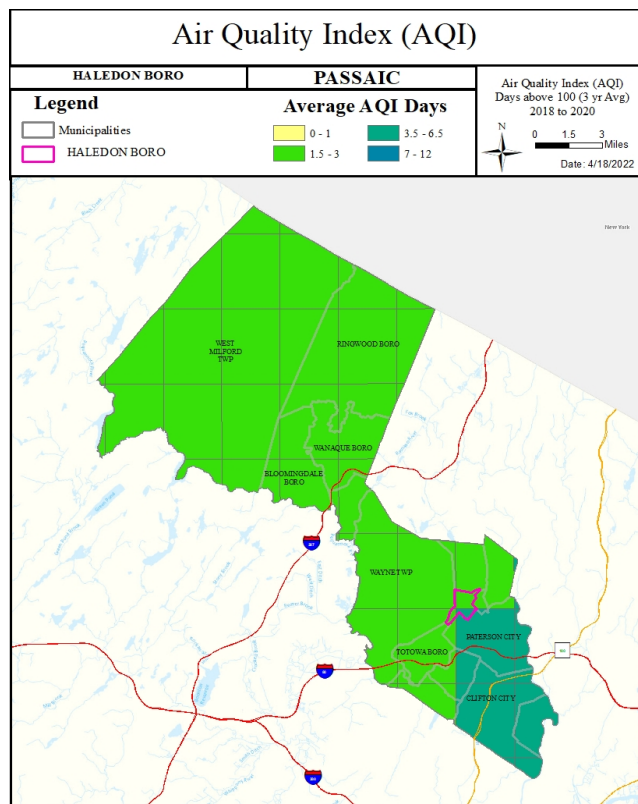 Air Quality Index (AQI)
HALEDON BORO
PASSAIC
Legend
Municipalities
HALEDON BORO
Average AQI Days
0 - 1
1.5 - 3
3.5 - 6.5
7 - 12
Air Quality Index (AQI)
Days above 100 (3 yr Avg)
2018 to 2020
N
0 1.5 3
Miles
Date: 4/18/2022
New York
WEST
MILFORD
TWP
RINGWOOD BORO
WANAQUE BORO
BLOOMINGDALE
BORO
287
WAYNE TWP
PATERSON CITY
TOTOWA BORO
80
CLIFTON CITY